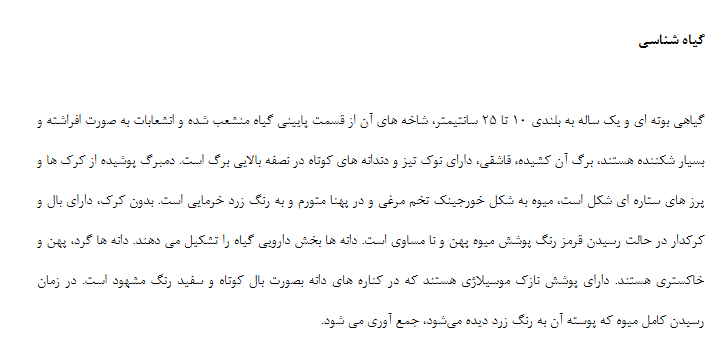 گیاه شناسی
گیاهی بوته ای و یک ساله به بلندی ۱۰ تا ۲۵ سانتیمتر، شاخه های آن از قسمت پایینی گیاه منشعب شده و انشعابات به صورت افراشته و
بسیار شکننده هستند، برگ آن کشیده، قاشقی، دارای نوک تیز و دندانه های کوتاه در نصفه بالایی برگ است. دمبرگ پوشیده از کرک ها و
پرز های ستاره ای شکل است، میوه به شکل خورجینک تخم مرغی و در پهنا متورم و به رنگ زرد خرمایی است. بدون کرک، دارای بال و
کرکدار در حالت رسیدن قرمز رنگ پوشش میوه پهن و نا مساوی است. دانه ها بخش دارویی گیاه را تشکیل می دهند. دانه ها گرد، پهن و
خاکستری هستند. دارای پوشش نازک موسیلاژی هستند که در کناره های دانه بصورت بال کوتاه و سفید رنگ مشهود است. در زمان
رسیدن کامل میوه که پوسته آن به رنگ زرد دیده می‌شود، جمع آوری می شود.